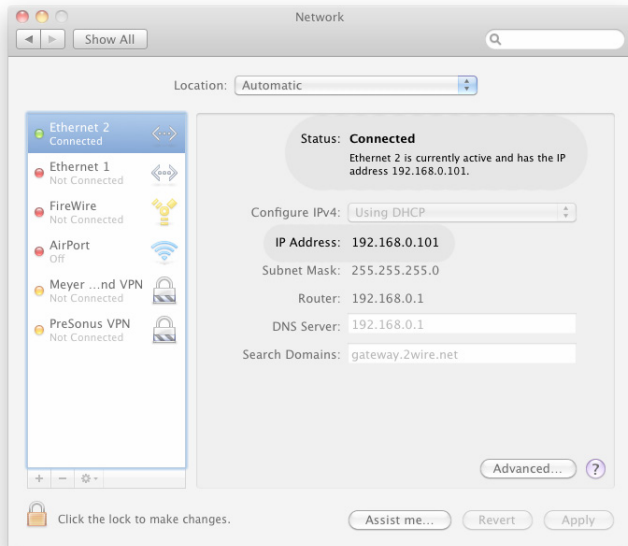 Network
Show All
Location: Automatic
Ethernet 2
Connected
Ethernet 1
Not Connected
FireWire
Not Connected
AirPort
Off
Meyer ...nd VPN
Not Connected
PreSonus VPN
Not Connected
Status: Connected
Ethernet 2 is currently active and has the IP
address 192.168.0.101.
Configure IPv4: Using DHCP
IP Address: 192.168.0.101
Subnet Mask: 255.255.255.0
Router: 192.168.0.1
DNS Server: 192.168.0.1
Search Domains: gateway.2wire.net
Advanced... ?
Click the lock to make changes.
Assist me... Revert Apply